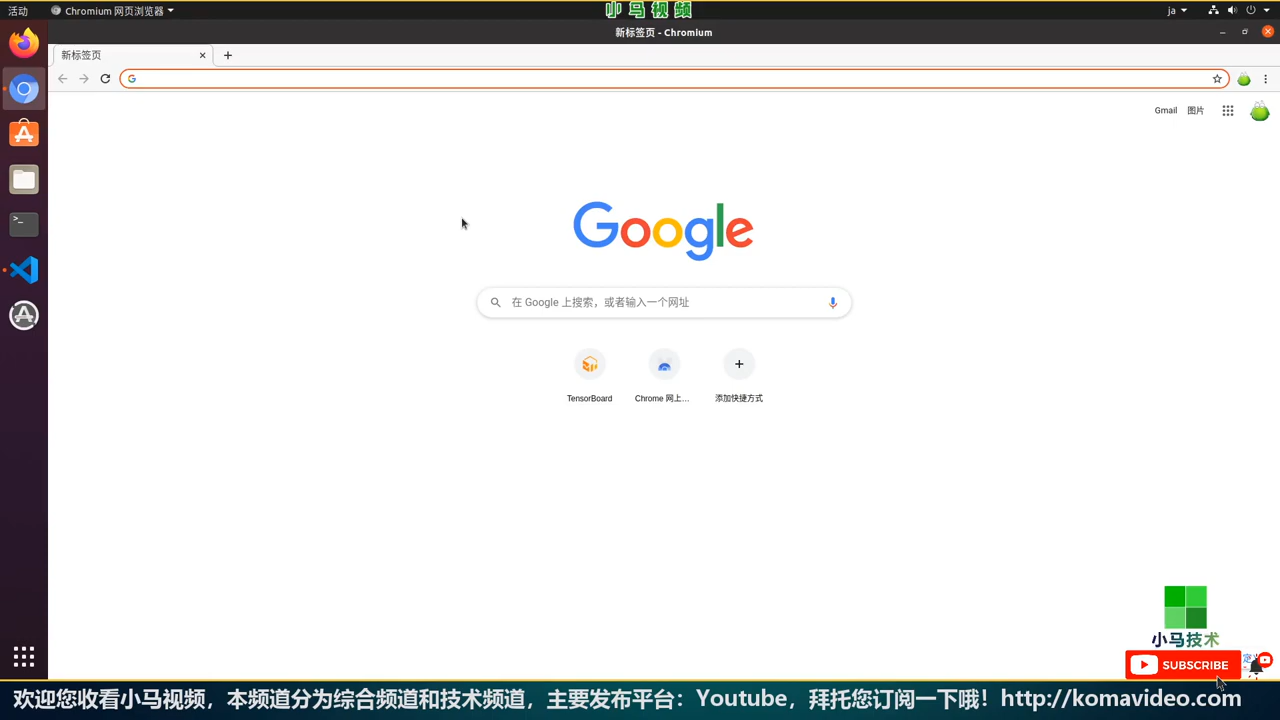 活动
Chromium 网页浏览器
小马视频
ja
新标签页 - Chromium
新标签页
Gmail
图片
Google
在 Google 上搜索，或者输入一个网址
TensorBoard
Chrome 网上...
添加快捷方式
小马技术
SUBSCRIBE
欢迎您收看小马视频，本频道分为综合频道和技术频道，主要发布平台：Youtube，拜托您订阅一下哦！http://komavideo.com